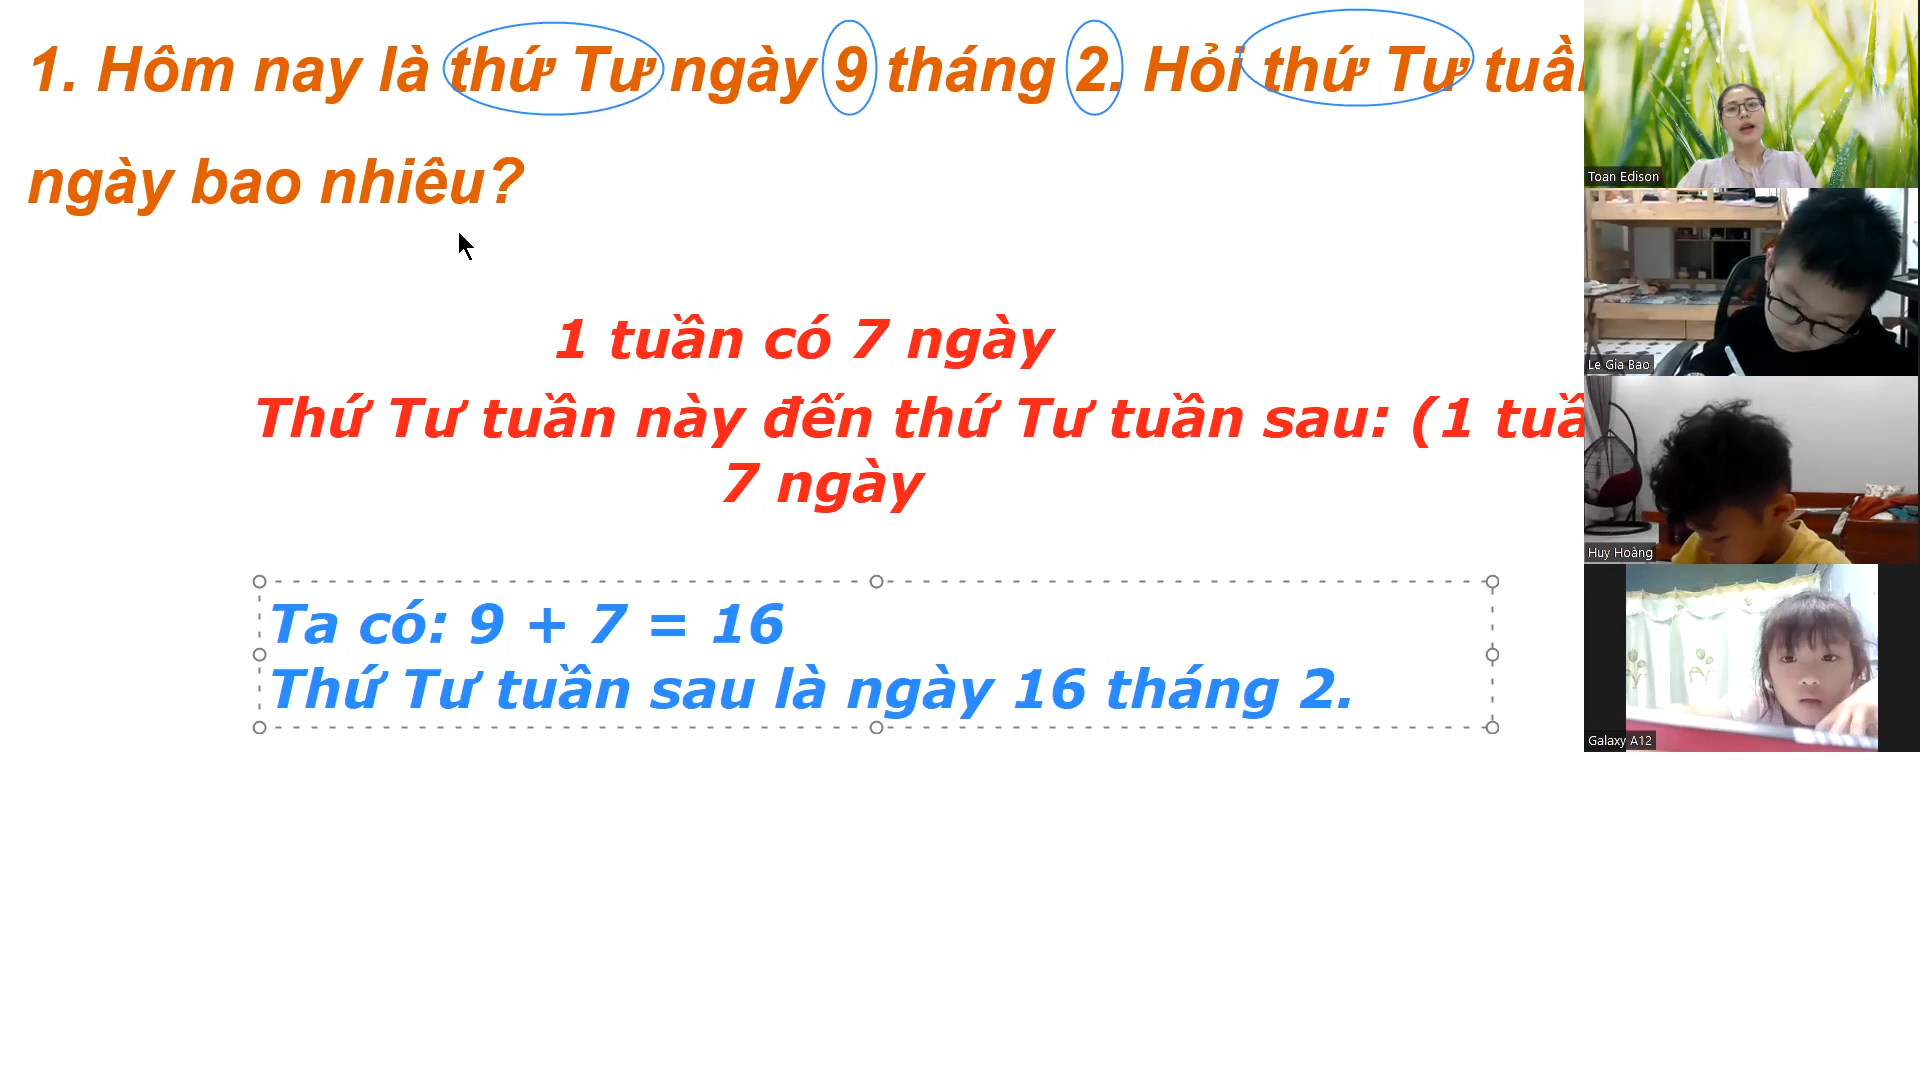 1. Hôm nay là thứ Tư ngày 9 tháng 2. Hỏi thứ Tư tuần
ngày bao nhiêu?
1 tuần có 7 ngày
Thứ Tư tuần này đến thứ Tư tuần sau: (1 tuầ
7 ngày
Ta có: 9 + 7 = 16
Thứ Tư tuần sau là ngày 16 tháng 2.
Toan Edison
Le Gia Bao
Huy Hoàng
Galaxy A12